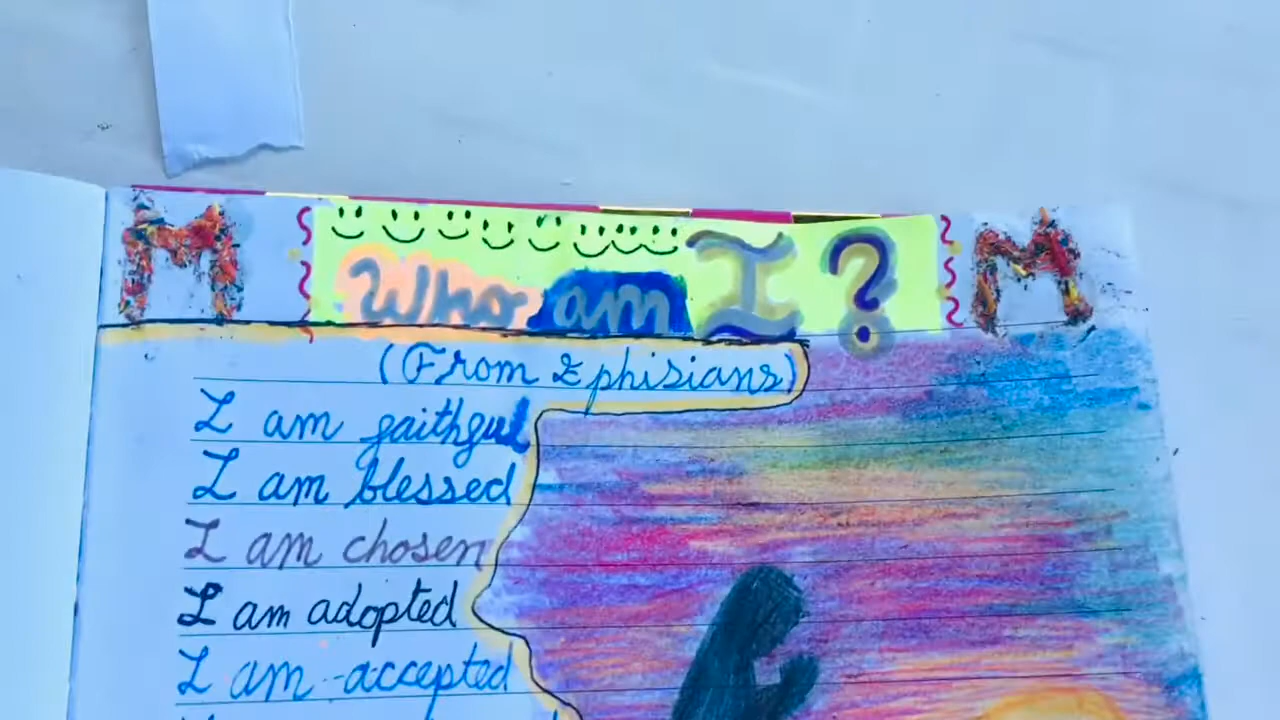 M Who am I ? M
(From Ephisians)
I am faithful
I am blessed
I am chosen
I am adopted
I am accepted